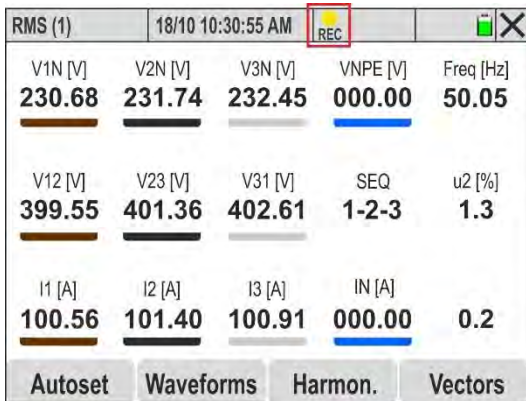 RMS (1) 18/10 10:30:55 AM REC
V1N [V] V2N [V] V3N [V] VNPE [V] Freq [Hz]
230.68 231.74 232.45 000.00 50.05
V12 [V] V23 [V] V31 [V] SEQ u2 [%]
399.55 401.36 402.61 1-2-3 1.3
I1 [A] I2 [A] I3 [A] IN [A]
100.56 101.40 100.91 000.00 0.2
Autoset Waveforms Harmon. Vectors